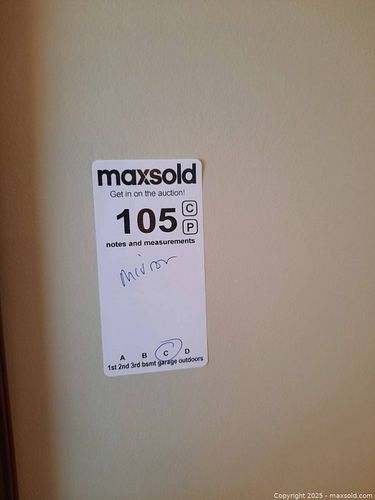 maxsold
Get in on the auction!
105 C
P
notes and measurements
mirror
A B C D
1st 2nd 3rd bsmt garage outdoors
Copyright 2025 - maxsold.com